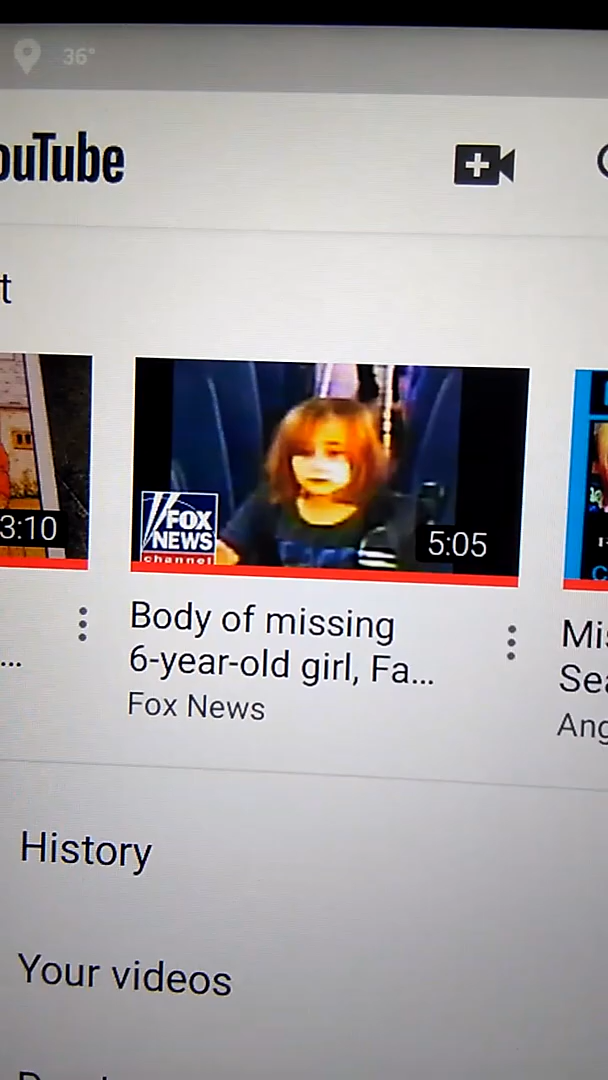 36°
ouTube
t
3:10
FOX
NEWS
channel
5:05
Body of missing
6-year-old girl, Fa...
Fox News
...
Mis
Sea
Ang
History
Your videos